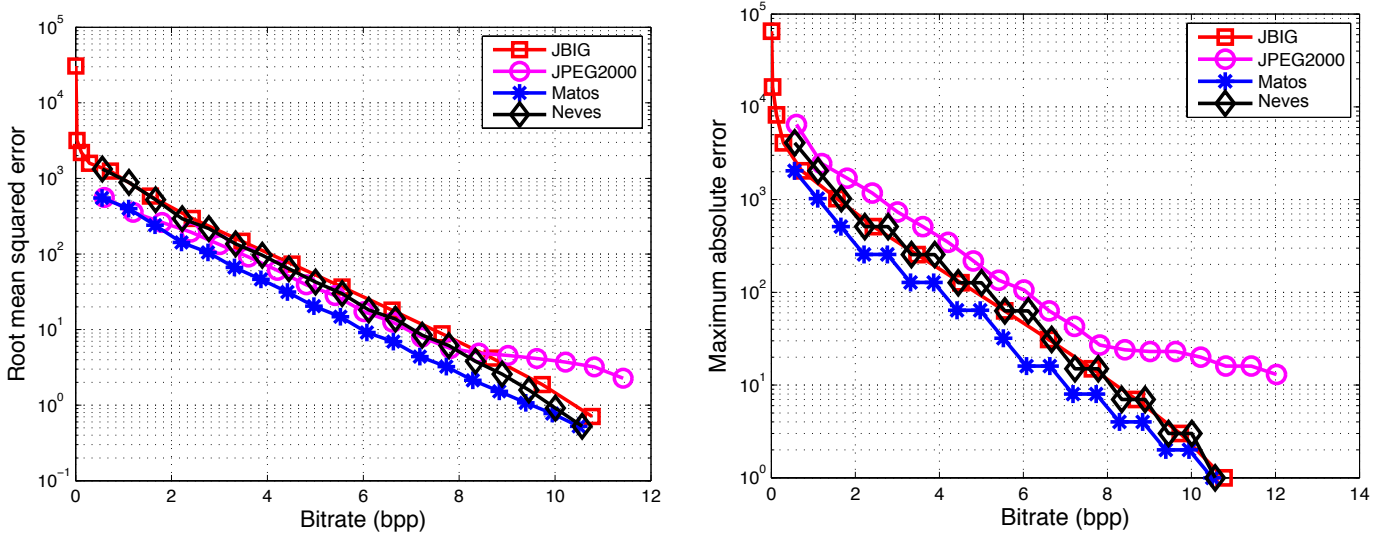 10^5
10^4
10^3
10^2
10^1
10^0
10^-1
Root mean squared error
JBIG
JPEG2000
Matos
Neves
0 2 4 6 8 10 12
Bitrate (bpp)
10^5
10^4
10^3
10^2
10^1
10^0
Maximum absolute error
JBIG
JPEG2000
Matos
Neves
0 2 4 6 8 10 12 14
Bitrate (bpp)